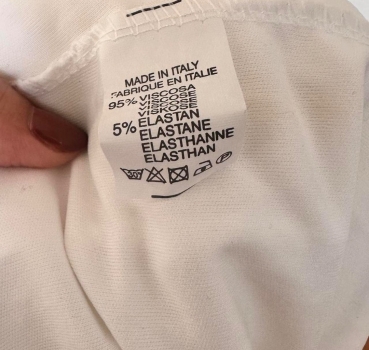 MADE IN ITALY
FABRIQUE EN ITALIE
95% VISCOSA
VISCOSE
VISCOSE
VISKOSE
5% ELASTAN
ELASTANE
ELASTHANNE
ELASTHAN